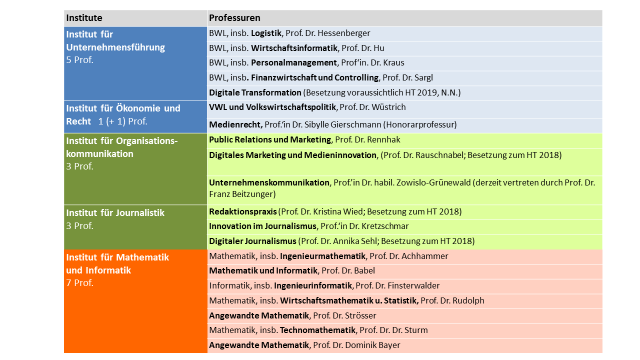 Institute
Professuren
Institut für
Unternehmensführung
5 Prof.
BWL, insb. Logistik, Prof. Dr. Hessenberger
BWL, insb. Wirtschaftsinformatik, Prof. Dr. Hu
BWL, insb. Personalmanagement, Prof'in. Dr. Kraus
BWL, insb. Finanzwirtschaft und Controlling, Prof. Dr. Sargl
Digitale Transformation (Besetzung voraussichtlich HT 2019, N.N.)
Institut für Ökonomie und
Recht 1 (+ 1) Prof.
VWL und Volkswirtschaftspolitik, Prof. Dr. Wüstrich
Medienrecht, Prof.'in Dr. Sibylle Gierschmann (Honorarprofessur)
Institut für Organisations-
kommunikation
3 Prof.
Public Relations und Marketing, Prof. Dr. Rennhak
Digitales Marketing und Medieninnovation, (Prof. Dr. Rauschnabel; Besetzung zum HT 2018)
Unternehmenskommunikation, Prof.'in Dr. habil. Zowislo-Grünewald (derzeit vertreten durch Prof. Dr.
Franz Beitzunger)
Institut für Journalistik
3 Prof.
Redaktionspraxis (Prof. Dr. Kristina Wied; Besetzung zum HT 2018)
Innovation im Journalismus, Prof.'in Dr. Kretzschmar
Digitaler Journalismus (Prof. Dr. Annika Sehl; Besetzung zum HT 2018)
Institut für Mathematik
und Informatik
7 Prof.
Mathematik, insb. Ingenieurmathematik, Prof. Dr. Achhammer
Mathematik und Informatik, Prof. Dr. Babel
Informatik, insb. Ingenieurinformatik, Prof. Dr. Finsterwalder
Mathematik, insb. Wirtschaftsmathematik u. Statistik, Prof. Dr. Rudolph
Angewandte Mathematik, Prof. Dr. Strösser
Mathematik, insb. Technomathematik, Prof. Dr. Dr. Sturm
Angewandte Mathematik, Prof. Dr. Dominik Bayer